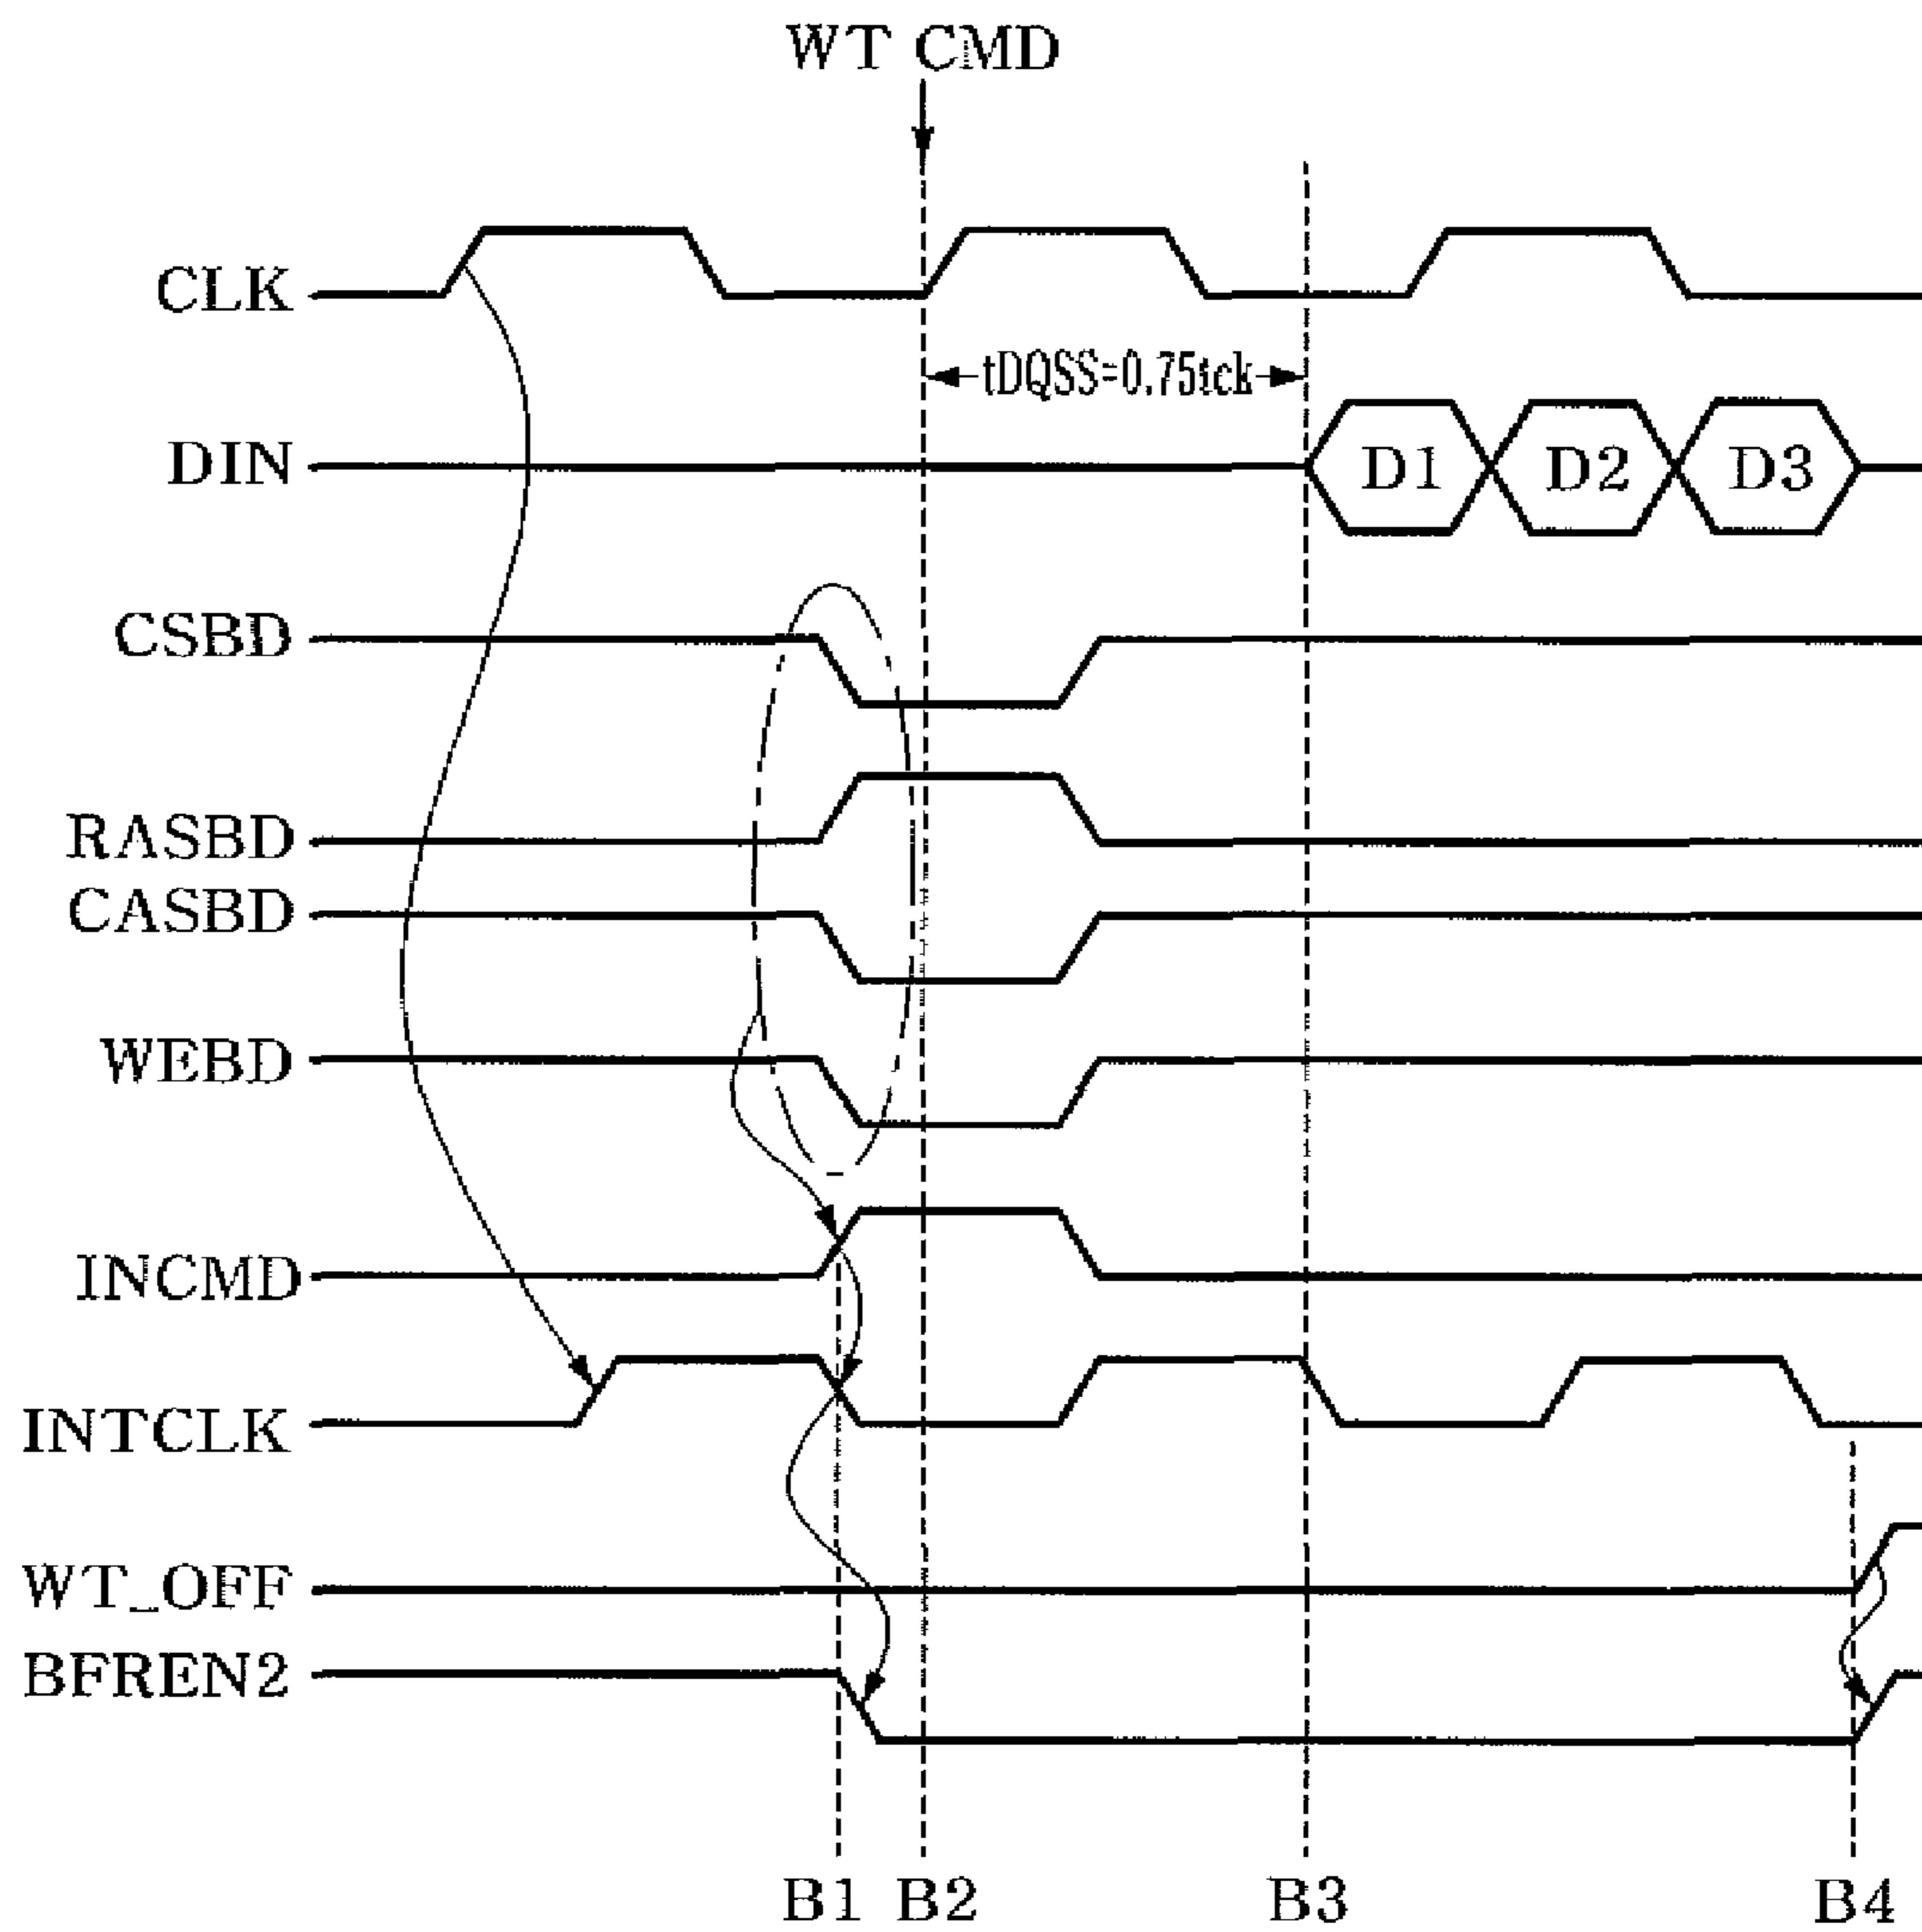 WT CMD
CLK
tDQSS=0.75tck
DIN
D1 D2 D3
CSBD
RASBD
CASBD
WEBD
INCMD
INTCLK
WT_OFF
BFREN2
B1 B2 B3 B4